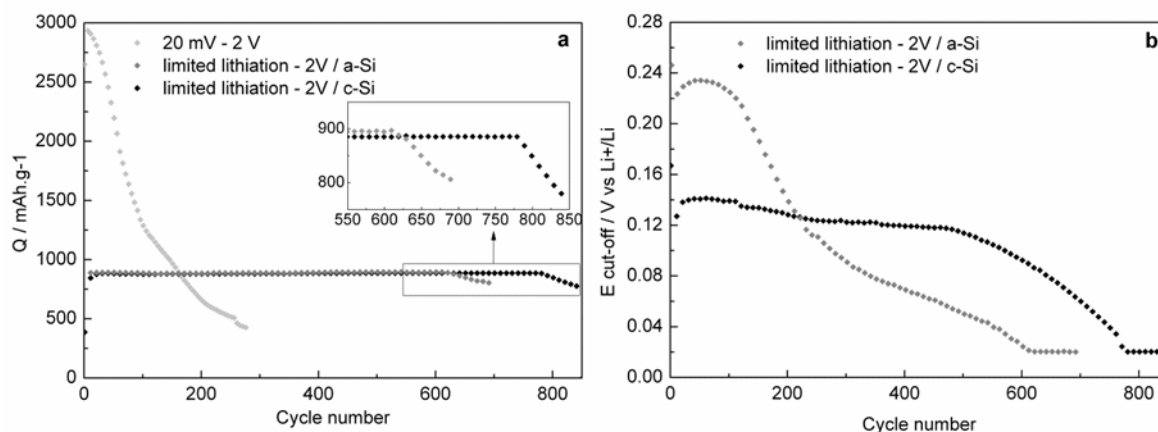 a
20 mV - 2 V
limited lithiation - 2V / a-Si
limited lithiation - 2V / c-Si
Q / mAh.g-1
3000
2500
2000
1500
1000
500
0
0 200 400 600 800
Cycle number
900
800
550 600 650 700 750 800 850
b
limited lithiation - 2V / a-Si
limited lithiation - 2V / c-Si
E cut-off / V vs Li+/Li
0.28
0.24
0.20
0.16
0.12
0.08
0.04
0.00
0 200 400 600 800
Cycle number